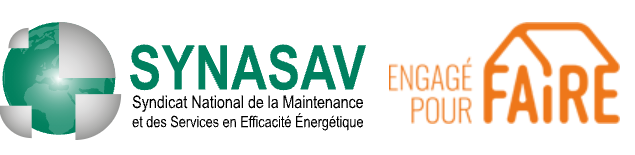 SYNASAV
Syndicat National de la Maintenance
et des Services en Efficacité Énergétique
ENGAGÉ
POUR
FAiRE